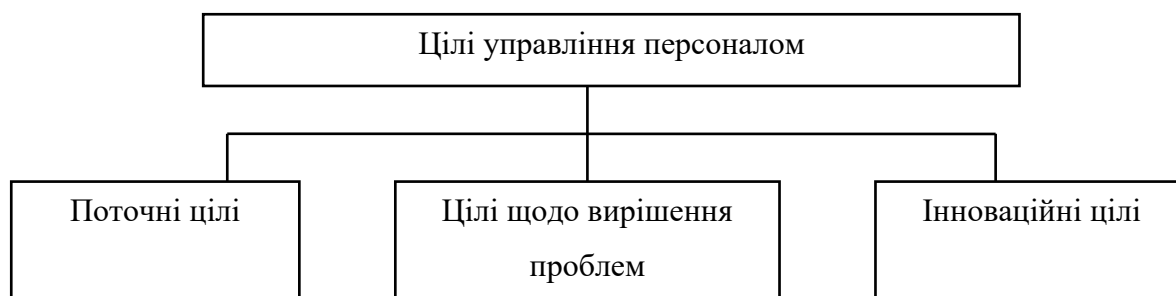 Цілі управління персоналом
Поточні цілі
Цілі щодо вирішення
проблем
Інноваційні цілі